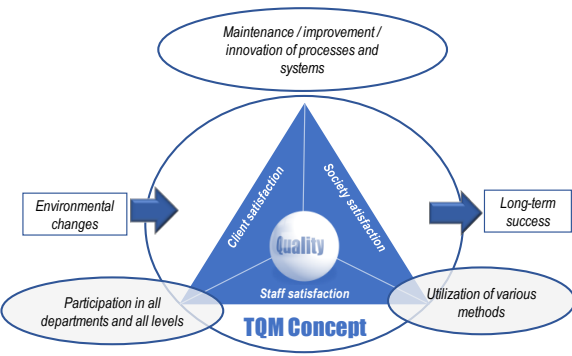 Maintenance / improvement /
innovation of processes and
systems
Client satisfaction
Society satisfaction
Environmental
changes
Long-term
success
Quality
Staff satisfaction
Participation in all
departments and all levels
Utilization of various
methods
TQM Concept